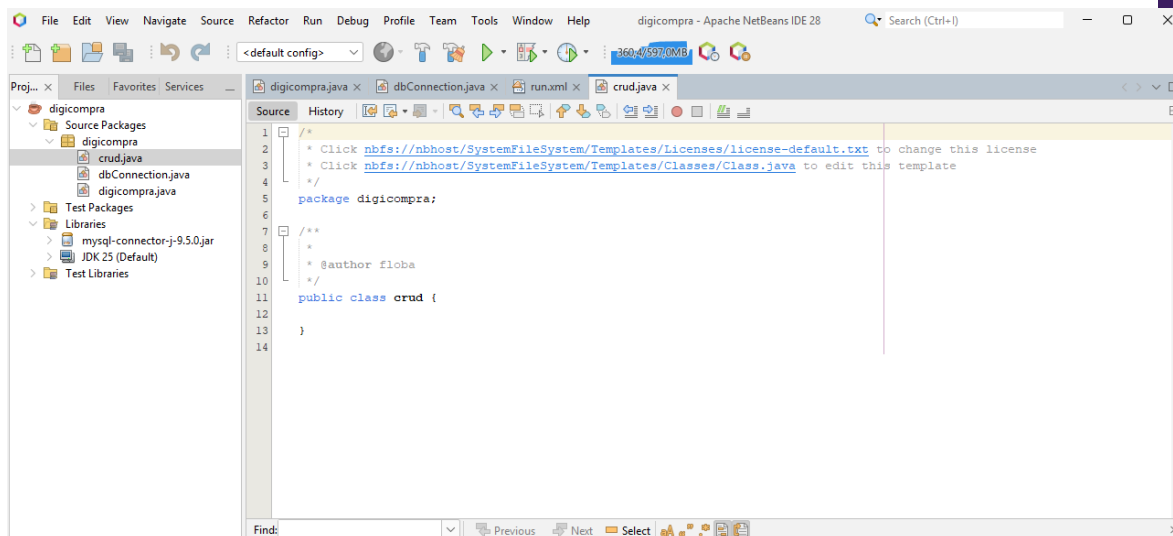 File Edit View Navigate Source Refactor Run Debug Profile Team Tools Window Help digicompra - Apache NetBeans IDE 28 Search (Ctrl+I)
<default config> 360,4/597,0MB
Proj... Files Favorites Services
digicompra.java dbConnection.java run.xml crud.java
digicompra
Source Packages
digicompra
crud.java
dbConnection.java
digicompra.java
Test Packages
Libraries
mysql-connector-j-9.5.0.jar
JDK 25 (Default)
Test Libraries
Source History
1 /*
2 * Click nbfs://nbhost/SystemFileSystem/Templates/Licenses/license-default.txt to change this license
3 * Click nbfs://nbhost/SystemFileSystem/Templates/Classes/Class.java to edit this template
4 */
5 package digicompra;
6
7 /**
8 *
9 * @author floba
10 */
11 public class crud {
12
13 }
14
Find: Previous Next Select